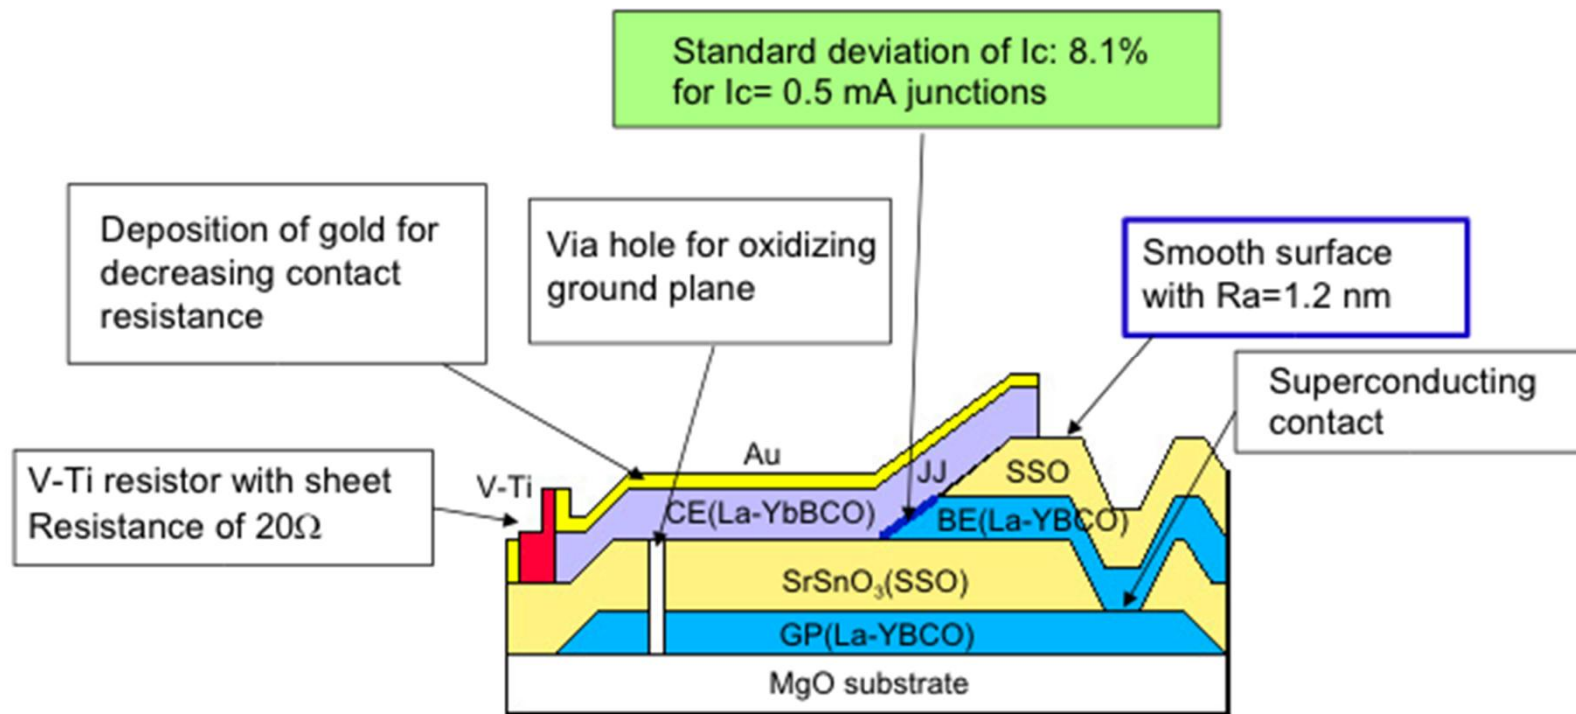 Standard deviation of Ic: 8.1%
for Ic= 0.5 mA junctions
Deposition of gold for
decreasing contact
resistance
Via hole for oxidizing
ground plane
Smooth surface
with Ra=1.2 nm
Superconducting
contact
V-Ti resistor with sheet
Resistance of 20Ω
V-Ti
Au
JJ
SSO
CE(La-YbBCO)
BE(La-YBCO)
SrSnO₃(SSO)
GP(La-YBCO)
MgO substrate